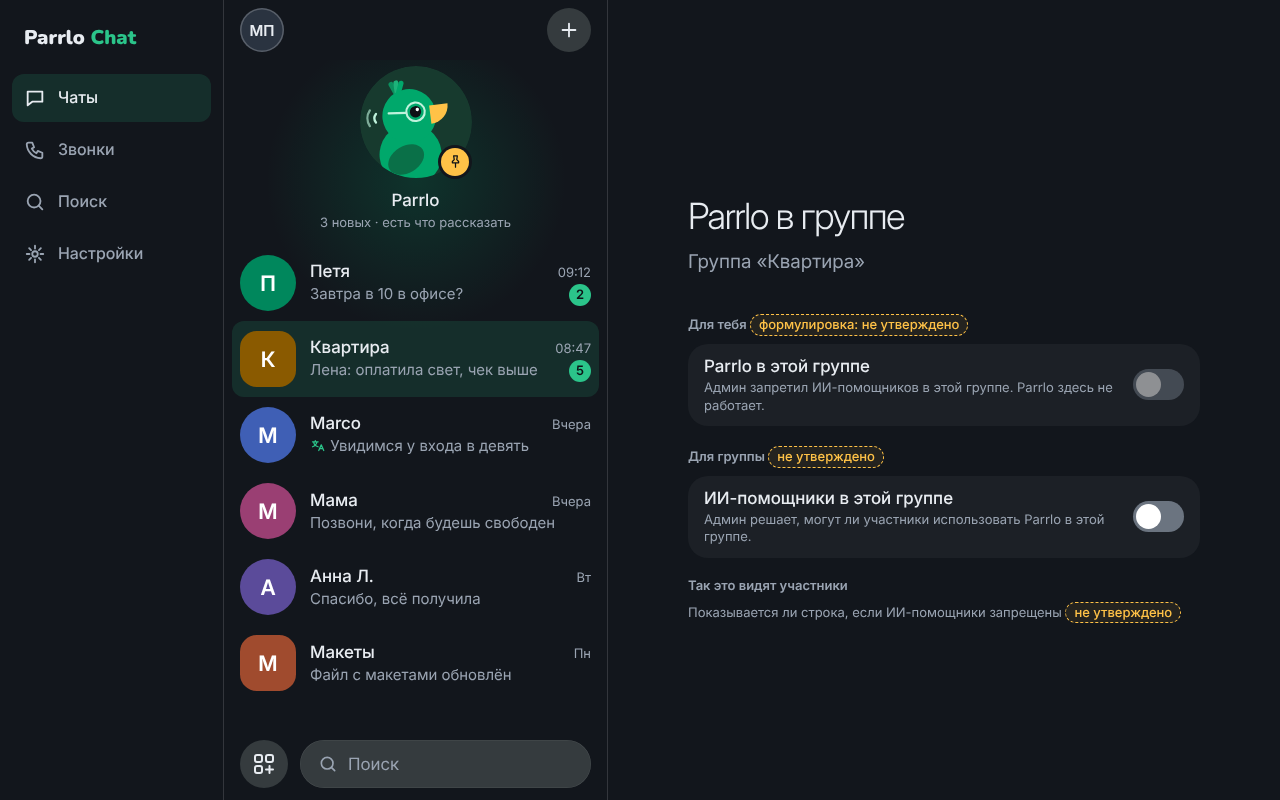 Parrlo Chat
Чаты
Звонки
Поиск
Настройки
МП
Parrlo
3 новых · есть что рассказать
П
Петя
09:12
Завтра в 10 в офисе?
2
К
Квартира
08:47
Лена: оплатила свет, чек выше
5
M
Marco
Вчера
Увидимся у входа в девять
М
Мама
Вчера
Позвони, когда будешь свободен
А
Анна Л.
Вт
Спасибо, всё получила
М
Макеты
Пн
Файл с макетами обновлён
Поиск
Parrlo в группе
Группа «Квартира»
Для тебя формулировка: не утверждено
Parrlo в этой группе
Админ запретил ИИ-помощников в этой группе. Parrlo здесь не
работает.
Для группы не утверждено
ИИ-помощники в этой группе
Админ решает, могут ли участники использовать Parrlo в этой
группе.
Так это видят участники
Показывается ли строка, если ИИ-помощники запрещены не утверждено